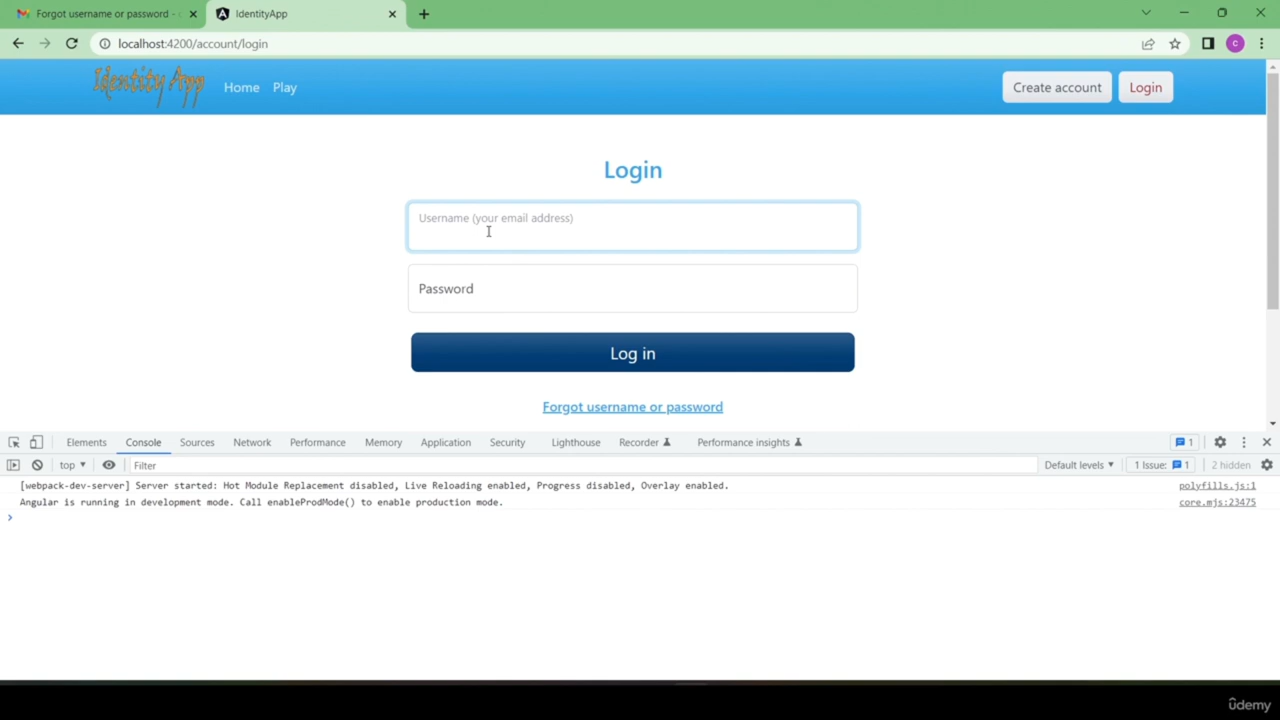 Forgot username or password -
IdentityApp
localhost:4200/account/login
Identity App
Home
Play
Create account
Login
Login
Username (your email address)
Password
Log in
Forgot username or password
Elements Console Sources Network Performance Memory Application Security Lighthouse Recorder Performance insights 1
top Filter Default levels 1 Issue: 1 2 hidden
[webpack-dev-server] Server started: Hot Module Replacement disabled, Live Reloading enabled, Progress disabled, Overlay enabled. polyfills.js:1
Angular is running in development mode. Call enableProdMode() to enable production mode. core.mjs:23475
ûdemy